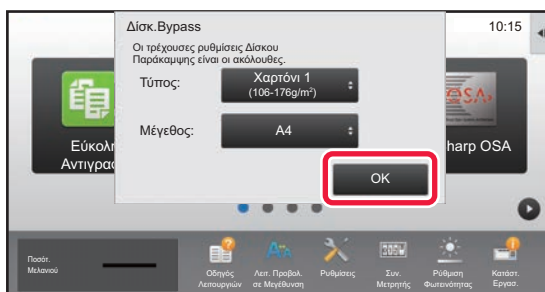 Δίσκ.Bypass
10:15
Οι τρέχουσες ρυθμίσεις Δίσκου
Παράκαμψης είναι οι ακόλουθες.
Τύπος:
Χαρτόνι 1
(106-176g/m²)
Μέγεθος:
A4
OK
Εύκολη
Αντιγραφ
OSA
harp OSA
Ποσότ.
Μελανιού
Οδηγός
Λειτουργιών
Λειτ. Προβολ.
σε Μεγέθυνση
Ρυθμίσεις
Συν.
Μετρητής
Ρύθμιση
Φωτεινότητας
Κατάστ.
Εργασ.